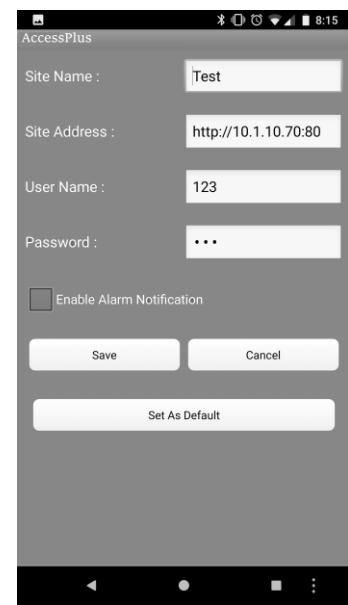 8:15
AccessPlus
Site Name : Test
Site Address : http://10.1.10.70:80
User Name : 123
Password : •••
Enable Alarm Notification
Save Cancel
Set As Default